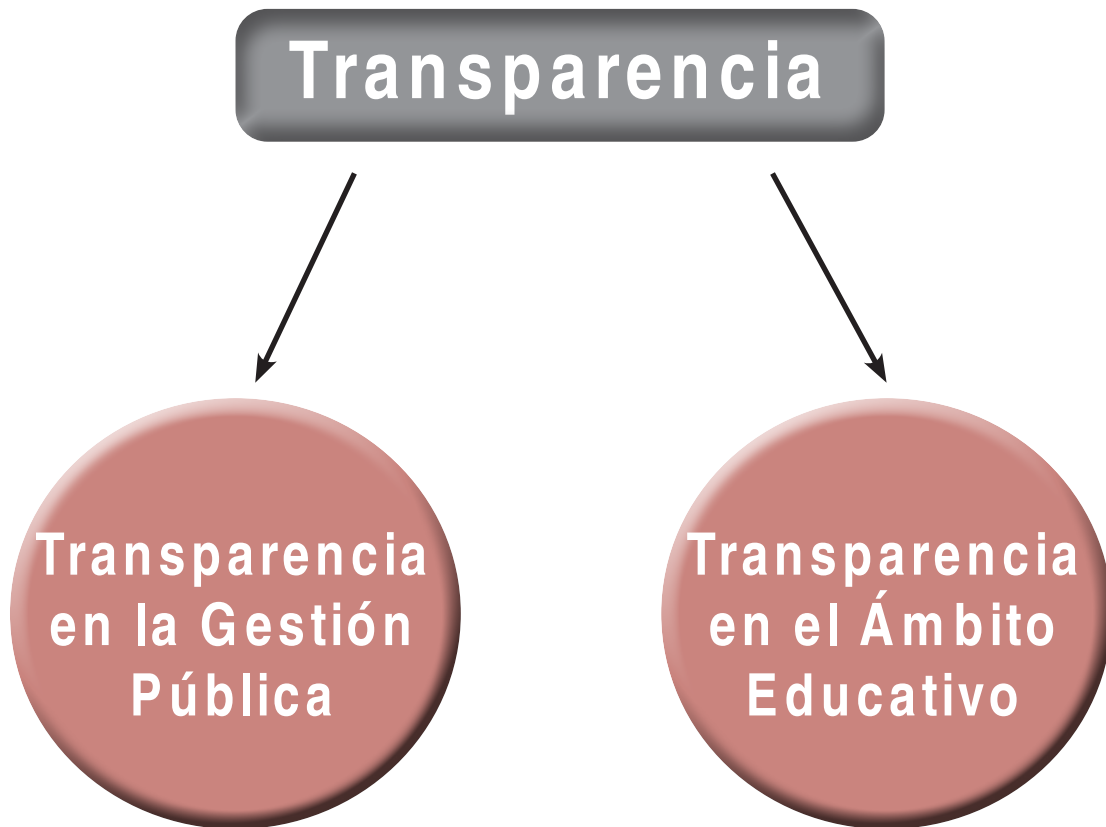 Transparencia
Transparencia
en la Gestión
Pública
Transparencia
en el Ámbito
Educativo